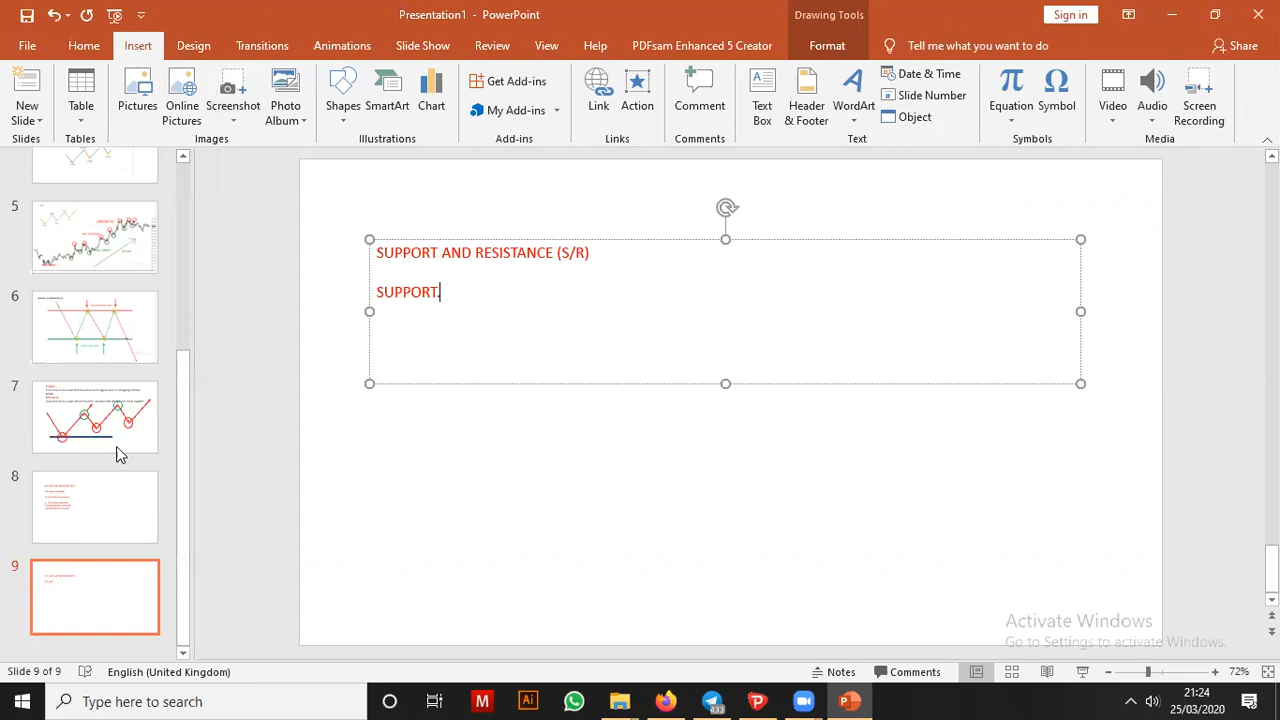 Presentation1 - PowerPoint
Drawing Tools
Sign in
File
Home
Insert
Design
Transitions
Animations
Slide Show
Review
View
Help
PDFsam Enhanced 5 Creator
Format
Tell me what you want to do
Share
New
Slide
Table
Pictures
Online
Pictures
Screenshot
Photo
Album
Shapes
SmartArt
Chart
Get Add-ins
My Add-ins
Link
Action
Comment
Text
Box
Header
& Footer
WordArt
Date & Time
Slide Number
Object
Equation
Symbol
Video
Audio
Screen
Recording
Slides
Tables
Images
Illustrations
Add-ins
Links
Comments
Text
Symbols
Media
5
6
7
8
9
SUPPORT AND RESISTANCE (S/R)
SUPPORT.
Activate Windows
Go to Settings to activate Windows.
Slide 9 of 9
English (United Kingdom)
Notes
Comments
72%
Type here to search
433
21:24
25/03/2020